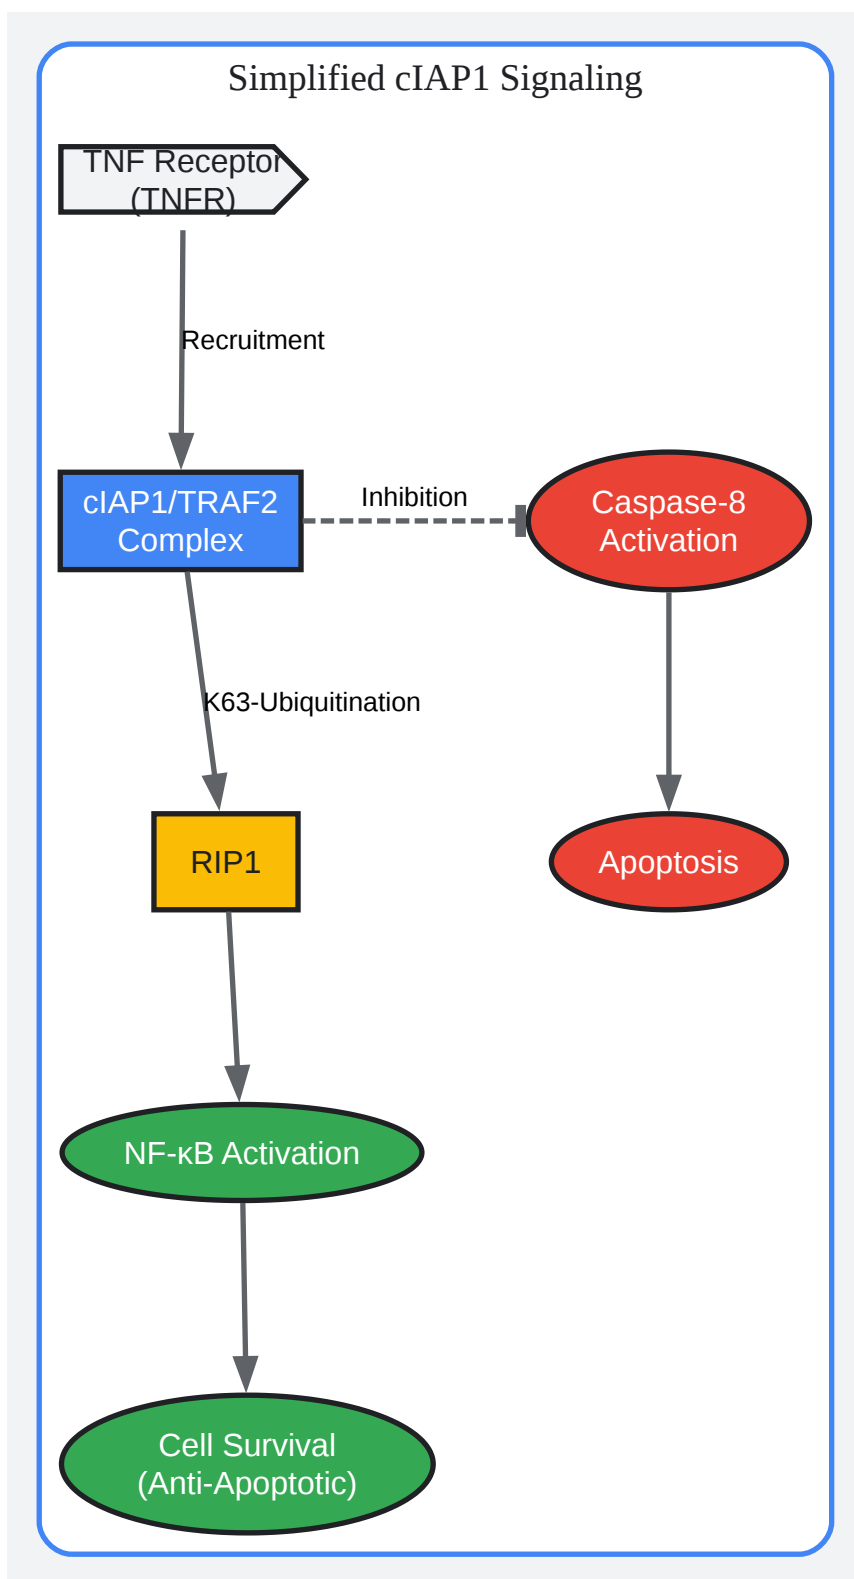 Simplified cIAP1 Signaling
TNF Receptor
(TNFR)
Recruitment
cIAP1/TRAF2
Complex
Inhibition
Caspase-8
Activation
K63-Ubiquitination
RIP1
Apoptosis
NF-κB Activation
Cell Survival
(Anti-Apoptotic)